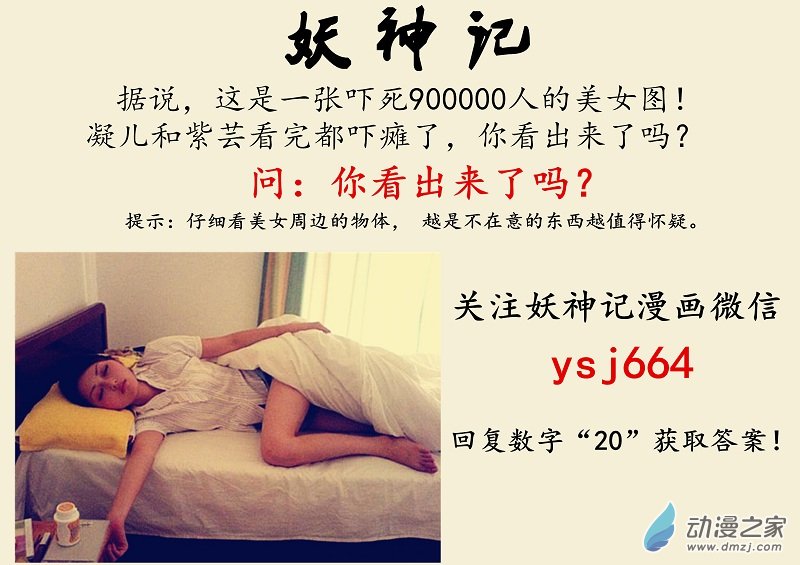 妖神记
据说，这是一张吓死900000人的美女图！
凝儿和紫芸看完都吓瘫了，你看出来了吗？
问：你看出来了吗？
提示：仔细看美女周边的物体， 越是不在意的东西越值得怀疑。
关注妖神记漫画微信
ysj664
回复数字“20”获取答案！
动漫之家
www.dmzj.com